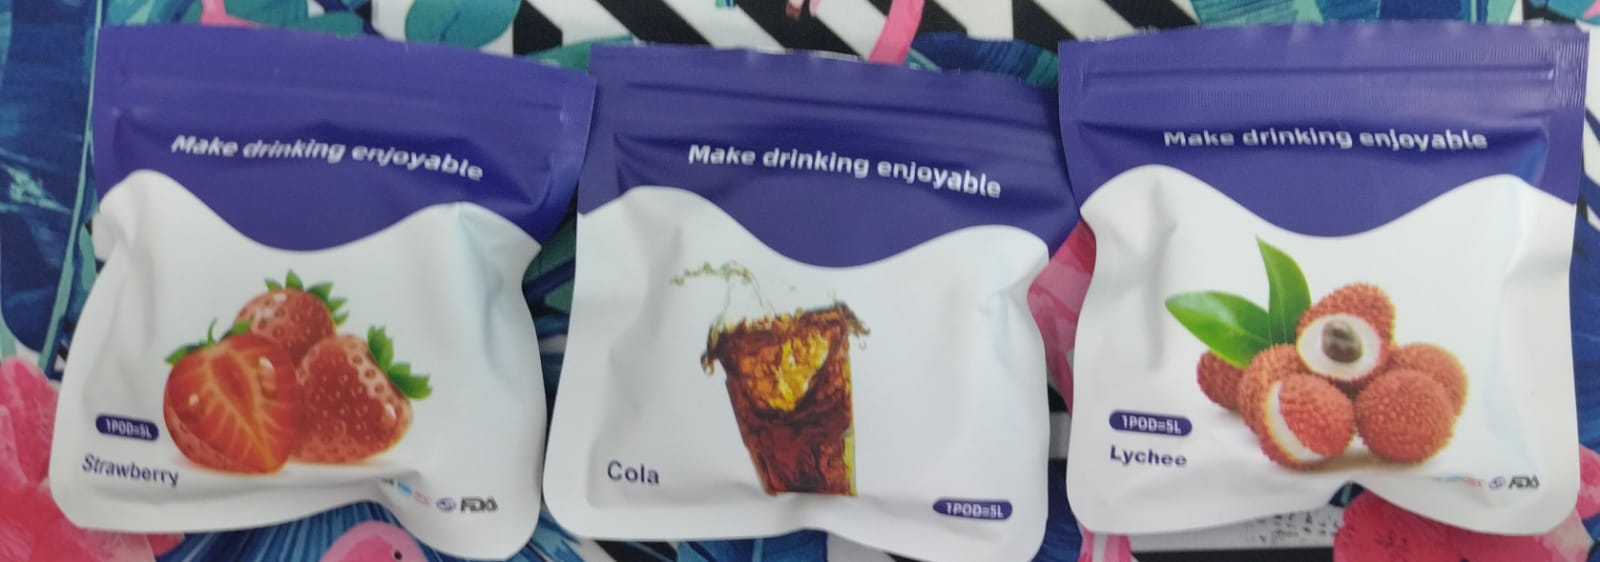 Make drinking enjoyable
1POD=5L
Strawberry
FDA
Make drinking enjoyable
Cola
1POD=5L
Make drinking enjoyable
1POD=5L
Lychee
FDA